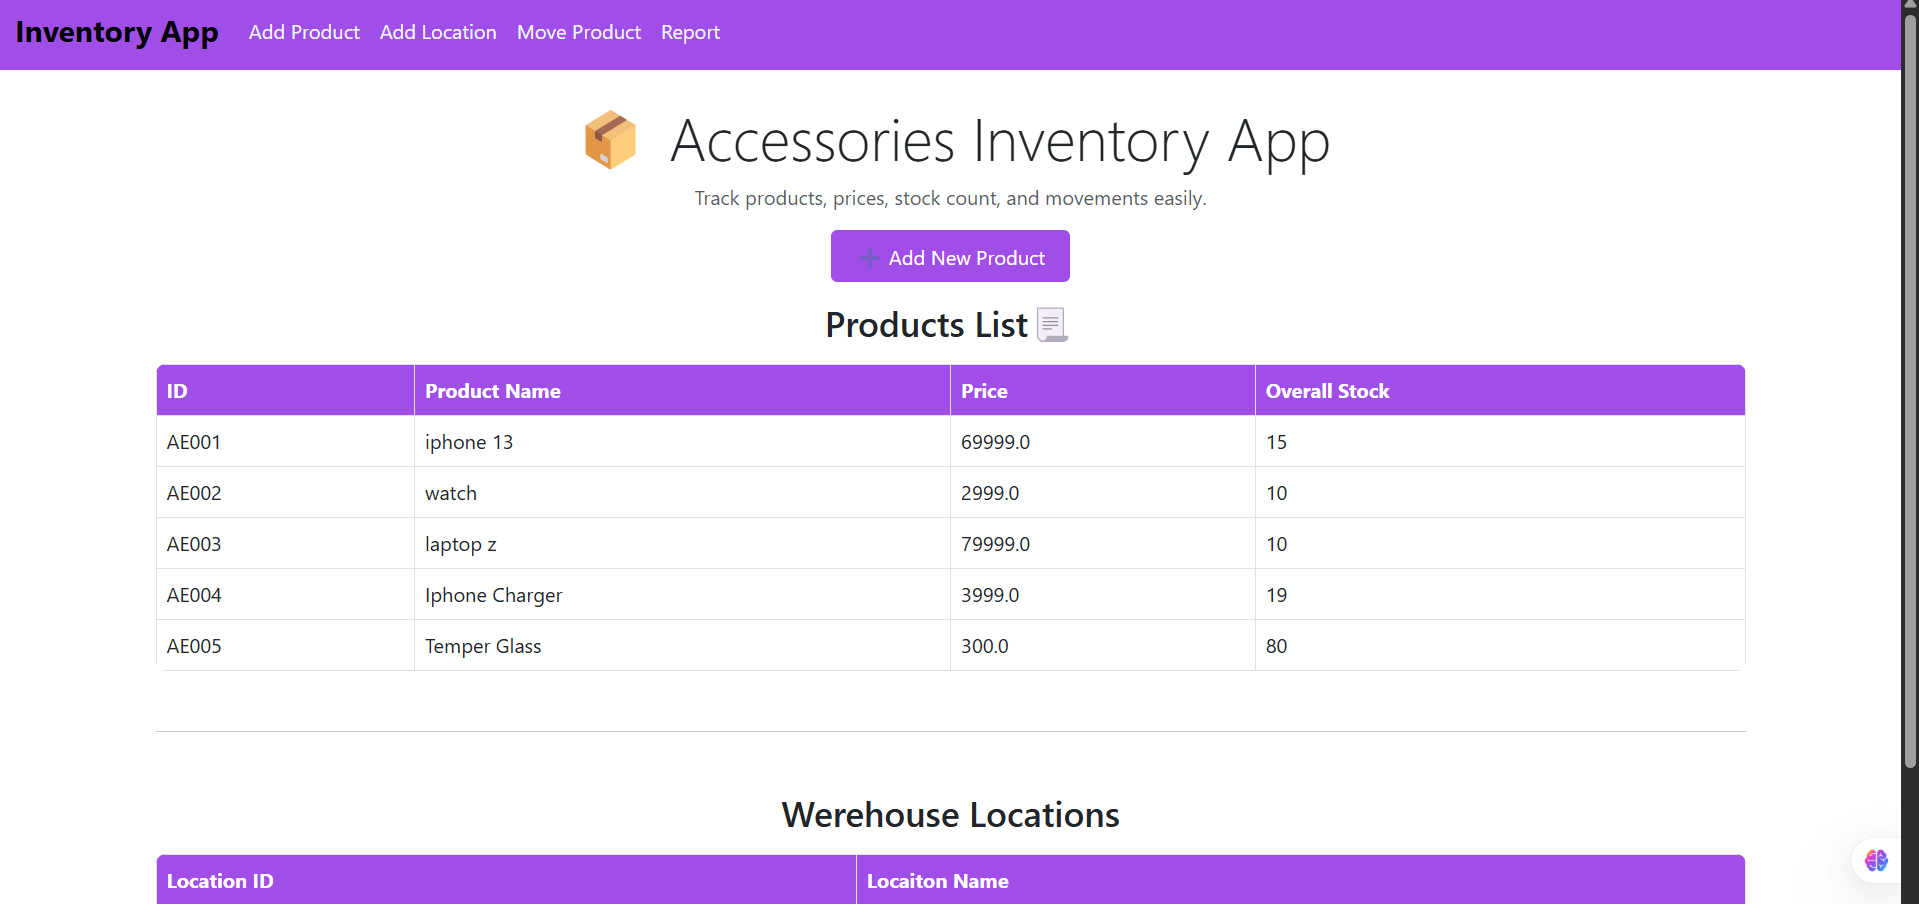 Inventory App Add Product Add Location Move Product Report
Accessories Inventory App
Track products, prices, stock count, and movements easily.
Add New Product
Products List
ID Product Name Price Overall Stock
AE001 iphone 13 69999.0 15
AE002 watch 2999.0 10
AE003 laptop z 79999.0 10
AE004 Iphone Charger 3999.0 19
AE005 Temper Glass 300.0 80
Werehouse Locations
Location ID Locaiton Name